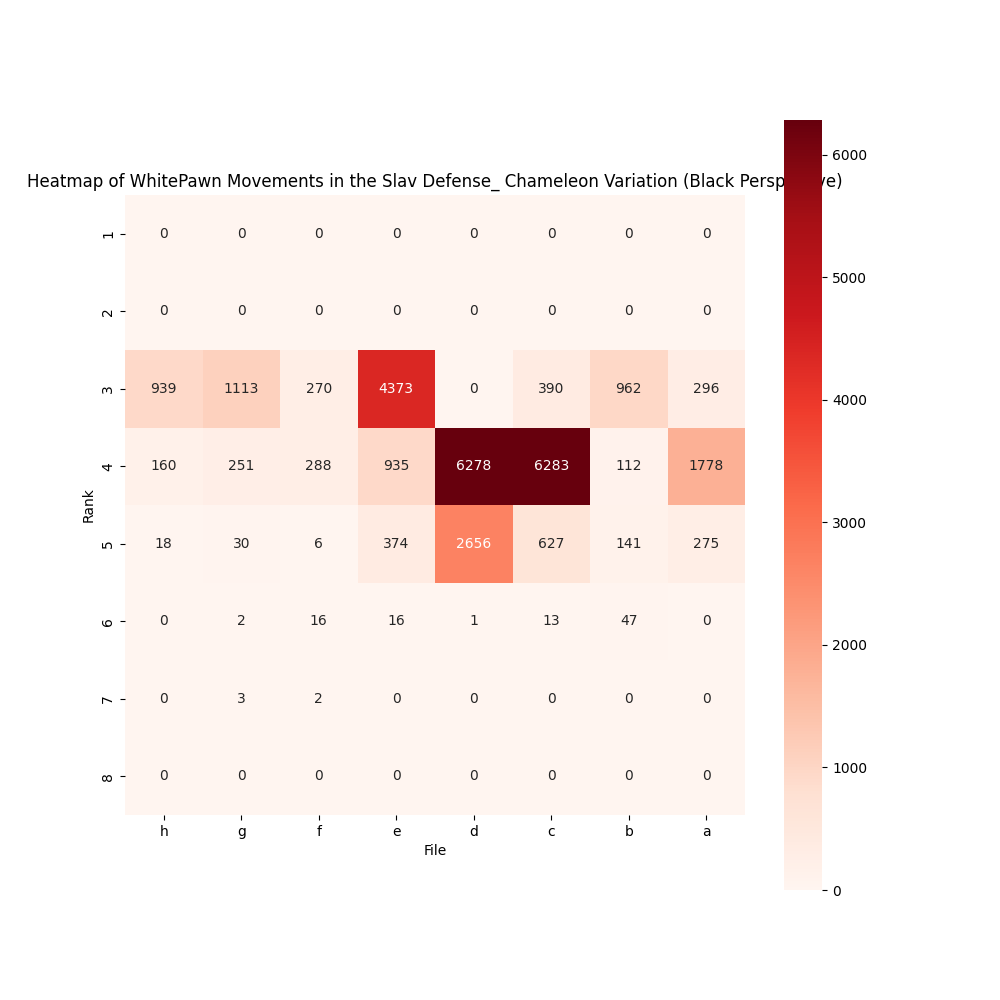 Heatmap of WhitePawn Movements in the Slav Defense_ Chameleon Variation (Black Perspective)
1 0 0 0 0 0 0 0 0
2 0 0 0 0 0 0 0 0
3 939 1113 270 4373 0 390 962 296
4 160 251 288 935 6278 6283 112 1778
5 18 30 6 374 2656 627 141 275
6 0 2 16 16 1 13 47 0
7 0 3 2 0 0 0 0 0
8 0 0 0 0 0 0 0 0
Rank
h g f e d c b a
File
6000
5000
4000
3000
2000
1000
0